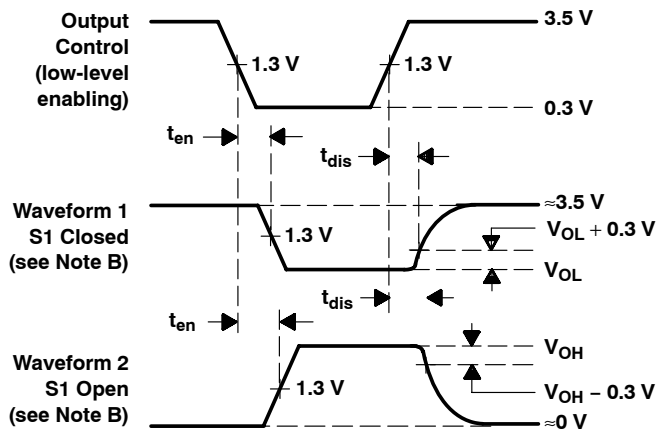 Output
Control
(low-level
enabling)
3.5 V
1.3 V
1.3 V
0.3 V
ten
tdis
Waveform 1
S1 Closed
(see Note B)
≈3.5 V
1.3 V
VOL + 0.3 V
VOL
ten
tdis
Waveform 2
S1 Open
(see Note B)
VOH
1.3 V
VOH − 0.3 V
≈0 V